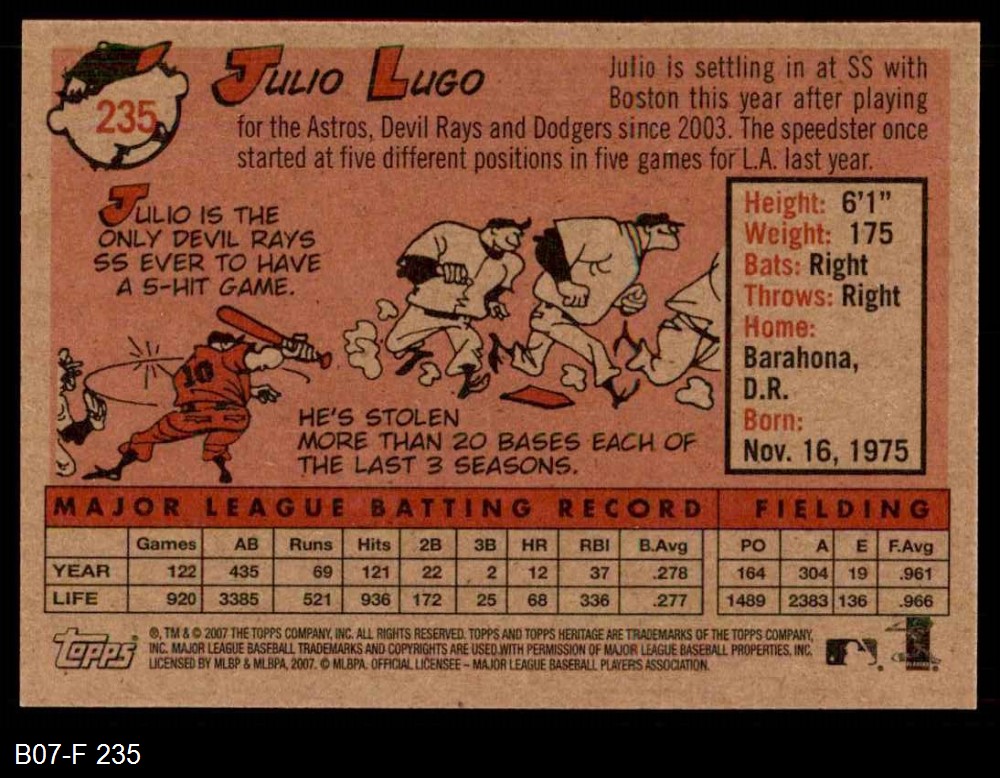 235
JULIO LUGO
Julio is settling in at SS with
Boston this year after playing
for the Astros, Devil Rays and Dodgers since 2003. The speedster once
started at five different positions in five games for L.A. last year.
JULIO IS THE
ONLY DEVIL RAYS
SS EVER TO HAVE
A 5-HIT GAME.
10
HE'S STOLEN
MORE THAN 20 BASES EACH OF
THE LAST 3 SEASONS.
Height: 6'1"
Weight: 175
Bats: Right
Throws: Right
Home:
Barahona,
D.R.
Born:
Nov. 16, 1975
MAJOR LEAGUE BATTING RECORD FIELDING
Games AB Runs Hits 2B 3B HR RBI B.Avg PO A E F.Avg
YEAR 122 435 69 121 22 2 12 37 .278 164 304 19 .961
LIFE 920 3385 521 936 172 25 68 336 .277 1489 2383 136 .966
Topps
®, TM & © 2007 THE TOPPS COMPANY, INC. ALL RIGHTS RESERVED. TOPPS AND TOPPS HERITAGE ARE TRADEMARKS OF THE TOPPS COMPANY,
INC. MAJOR LEAGUE BASEBALL TRADEMARKS AND COPYRIGHTS ARE USED WITH PERMISSION OF MAJOR LEAGUE BASEBALL PROPERTIES, INC.
LICENSED BY MLBP & MLBPA, 2007. © MLBPA. OFFICIAL LICENSEE – MAJOR LEAGUE BASEBALL PLAYERS ASSOCIATION.
B07-F 235